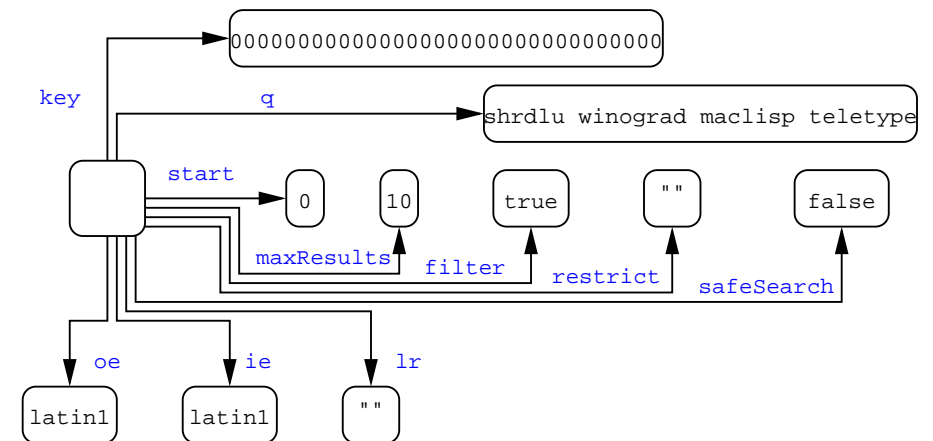 00000000000000000000000000000000
key
q
shrdlu winograd maclisp teletype
start
0
10
true
""
false
maxResults
filter
restrict
safeSearch
oe
ie
lr
latin1
latin1
""